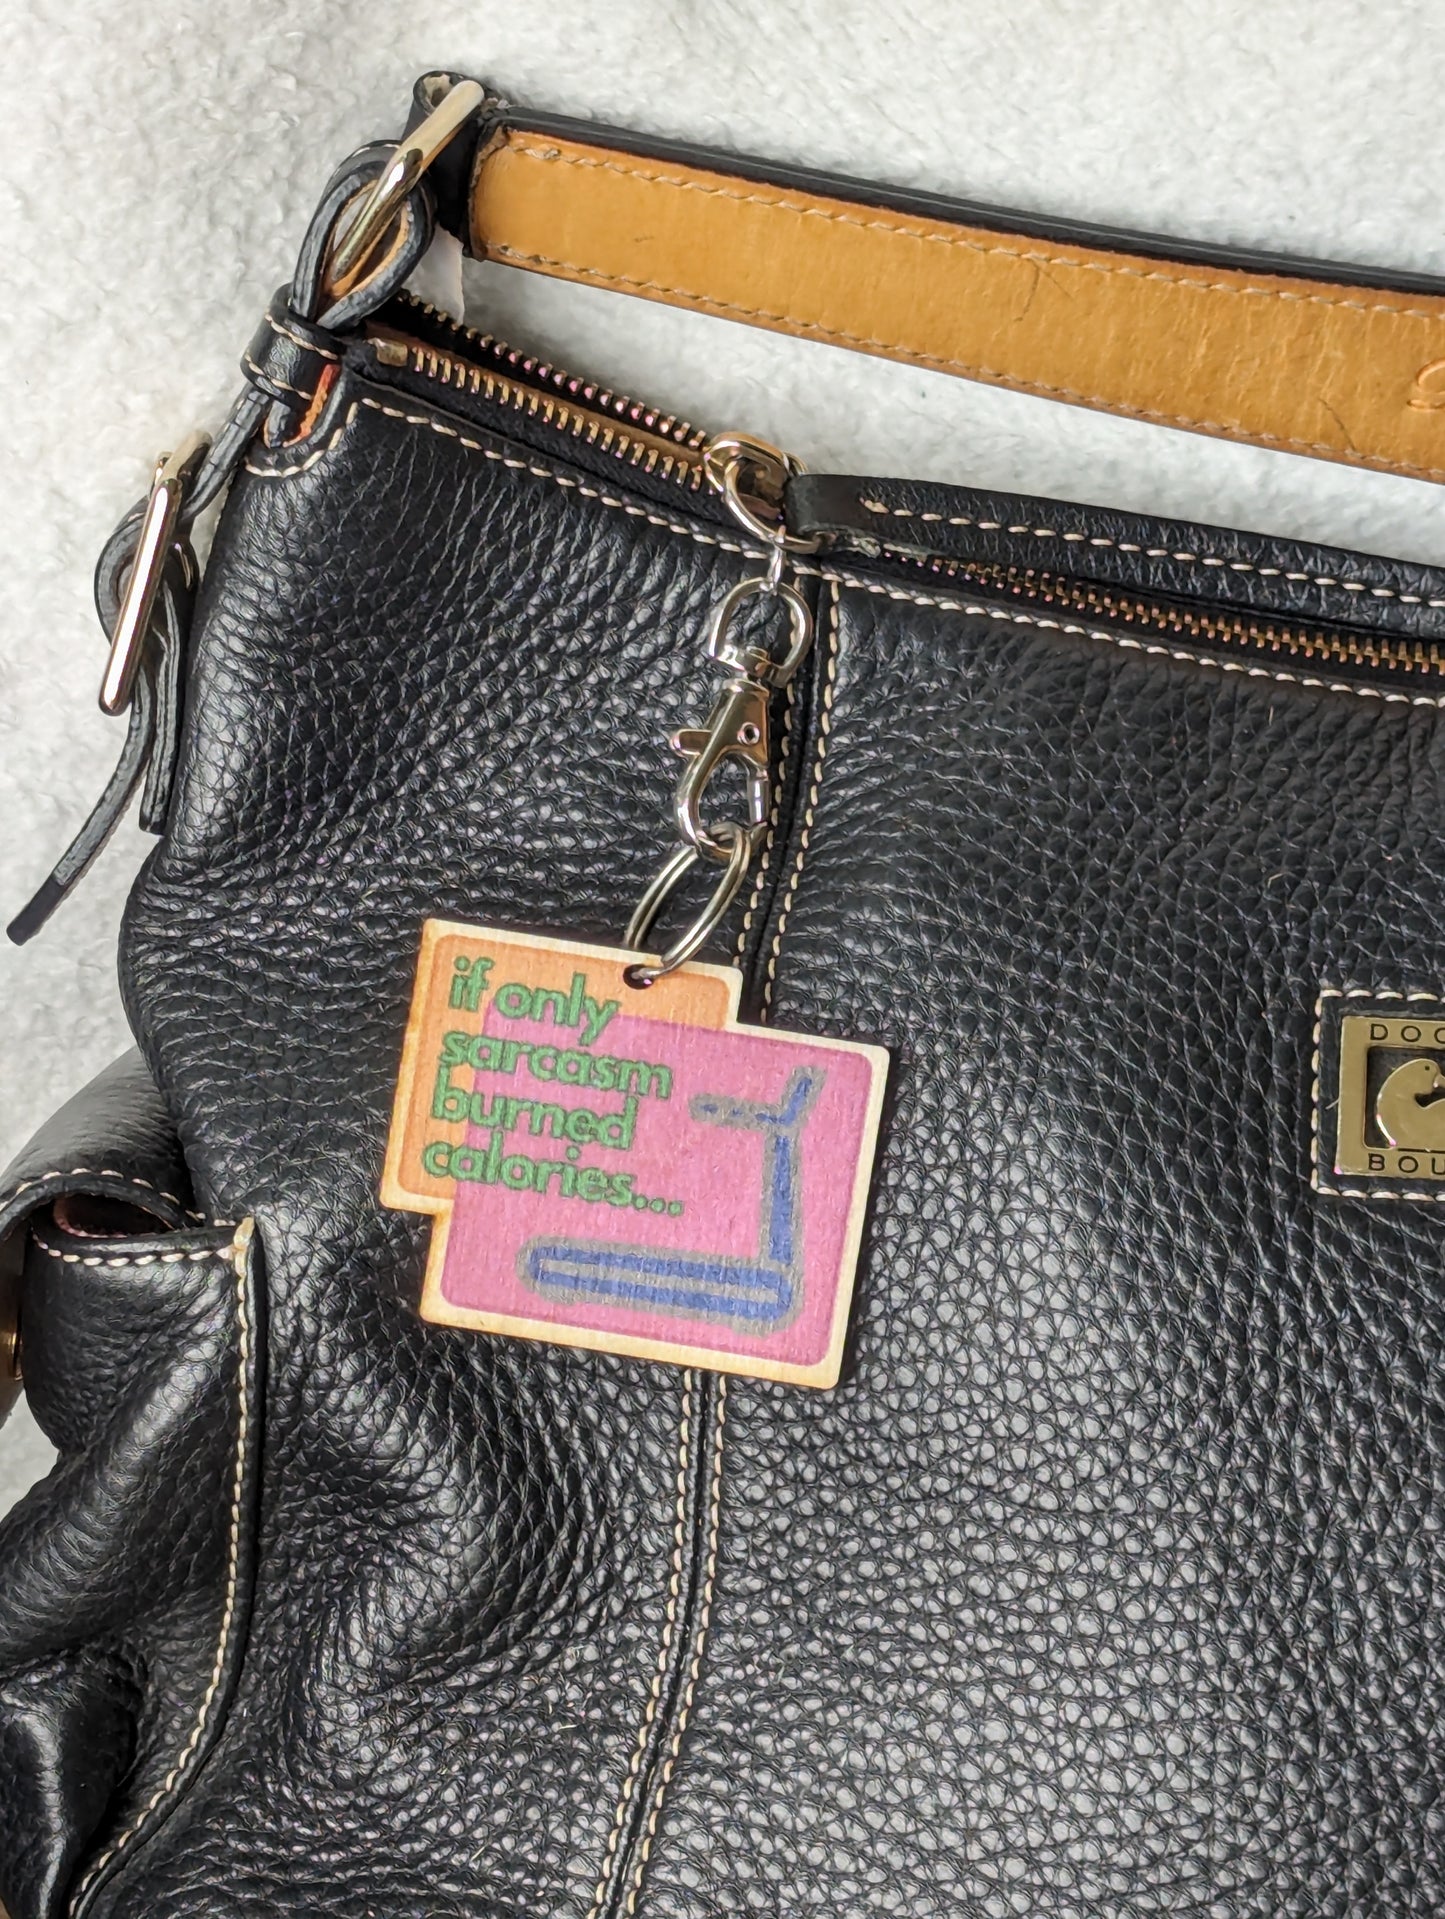 if only
sarcasm
burned
calories...